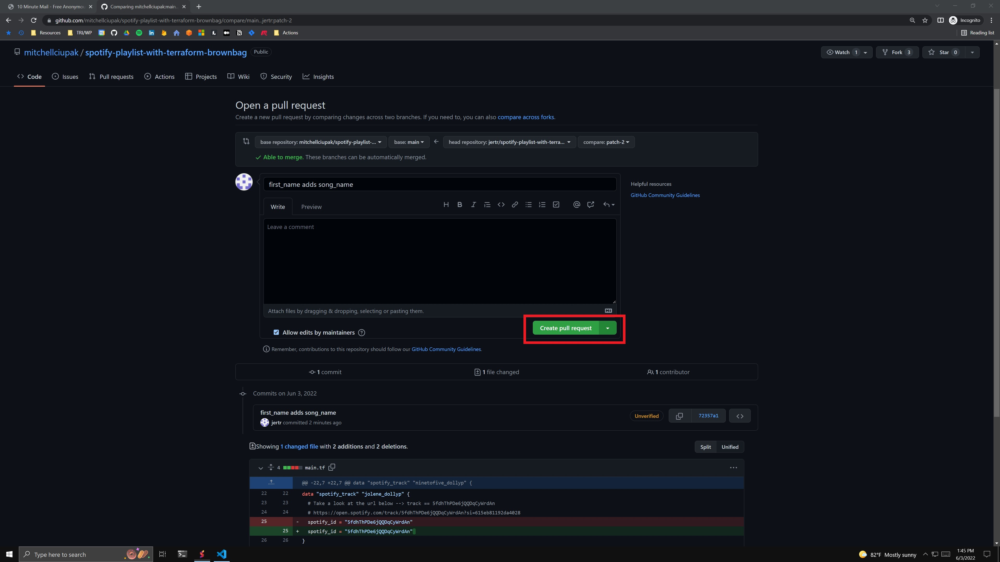 10 Minute Mail - Free Anonymou
Comparing mitchellciupak:main...
github.com/mitchellciupak/spotify-playlist-with-terraform-brownbag/compare/main...jertr:patch-2
Incognito
Resources TRI/WP Actions Reading list
mitchellciupak / spotify-playlist-with-terraform-brownbag Public
Watch 1 Fork 3 Star 0
Code Issues Pull requests Actions Projects Wiki Security Insights
Open a pull request
Create a new pull request by comparing changes across two branches. If you need to, you can also compare across forks.
base repository: mitchellciupak/spotify-playlist-... base: main ← head repository: jertr/spotify-playlist-with-terra... compare: patch-2
✓ Able to merge. These branches can be automatically merged.
first_name adds song_name
Helpful resources
GitHub Community Guidelines
Write Preview
Leave a comment
Attach files by dragging & dropping, selecting or pasting them.
Create pull request
Allow edits by maintainers
Remember, contributions to this repository should follow our GitHub Community Guidelines.
1 commit 1 file changed 1 contributor
Commits on Jun 3, 2022
first_name adds song_name
jertr committed 2 minutes ago
Unverified 72357a1
Showing 1 changed file with 2 additions and 2 deletions.
Split Unified
4 main.tf
@@ -22,7 +22,7 @@ data "spotify_track" "ninetofive_dollyp" {
22 22 data "spotify_track" "jolene_dollyp" {
23 23 # Take a look at the url below --> track == 5fdhThPDe6jQQDqCyWrdAn
24 24 # https://open.spotify.com/track/5fdhThPDe6jQQDqCyWrdAn?si=615eb81192da4028
25 - spotify_id = "5fdhThPDe6jQQDqCyWrdAn"
25 + spotify_id = "5fdhThPDe6jQQDqCyWrdAn"
26 26 }
Type here to search
82°F Mostly sunny
1:45 PM
6/3/2022